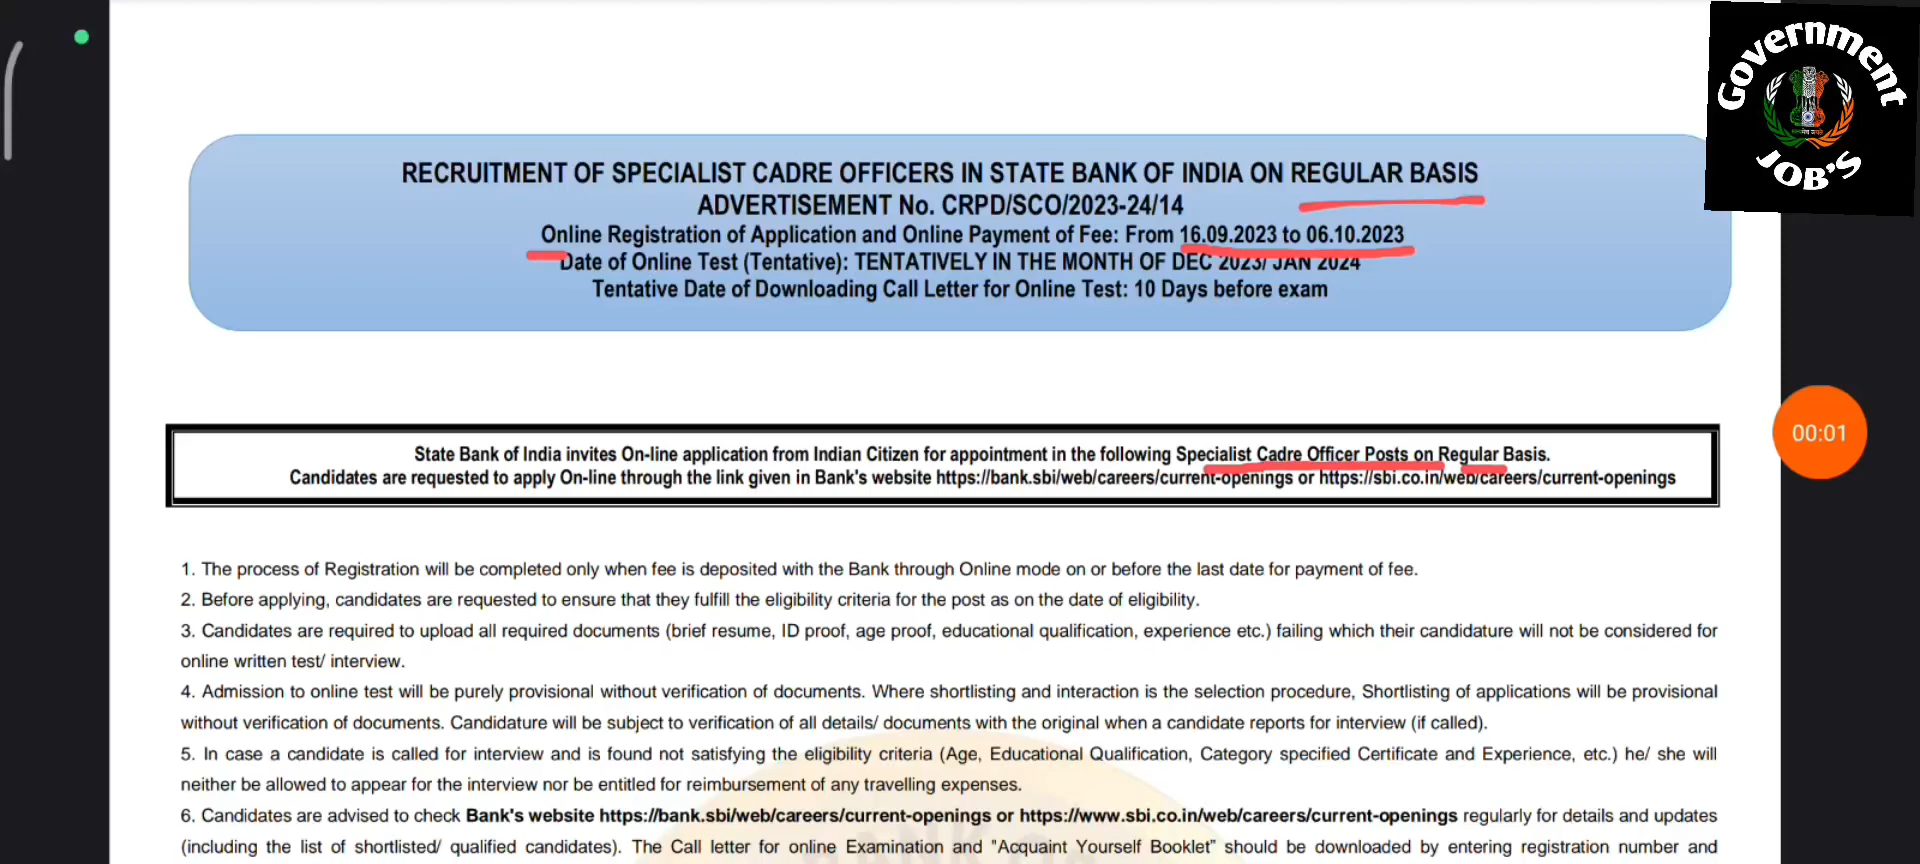 Government
JOB'S
RECRUITMENT OF SPECIALIST CADRE OFFICERS IN STATE BANK OF INDIA ON REGULAR BASIS
ADVERTISEMENT No. CRPD/SCO/2023-24/14
Online Registration of Application and Online Payment of Fee: From 16.09.2023 to 06.10.2023
Date of Online Test (Tentative): TENTATIVELY IN THE MONTH OF DEC 2023/ JAN 2024
Tentative Date of Downloading Call Letter for Online Test: 10 Days before exam
State Bank of India invites On-line application from Indian Citizen for appointment in the following Specialist Cadre Officer Posts on Regular Basis.
Candidates are requested to apply On-line through the link given in Bank's website https://bank.sbi/web/careers/current-openings or https://sbi.co.in/web/careers/current-openings
00:01
1. The process of Registration will be completed only when fee is deposited with the Bank through Online mode on or before the last date for payment of fee.
2. Before applying, candidates are requested to ensure that they fulfill the eligibility criteria for the post as on the date of eligibility.
3. Candidates are required to upload all required documents (brief resume, ID proof, age proof, educational qualification, experience etc.) failing which their candidature will not be considered for
online written test/ interview.
4. Admission to online test will be purely provisional without verification of documents. Where shortlisting and interaction is the selection procedure, Shortlisting of applications will be provisional
without verification of documents. Candidature will be subject to verification of all details/ documents with the original when a candidate reports for interview (if called).
5. In case a candidate is called for interview and is found not satisfying the eligibility criteria (Age, Educational Qualification, Category specified Certificate and Experience, etc.) he/ she will
neither be allowed to appear for the interview nor be entitled for reimbursement of any travelling expenses.
6. Candidates are advised to check Bank's website https://bank.sbi/web/careers/current-openings or https://www.sbi.co.in/web/careers/current-openings regularly for details and updates
(including the list of shortlisted/ qualified candidates). The Call letter for online Examination and "Acquaint Yourself Booklet" should be downloaded by entering registration number and